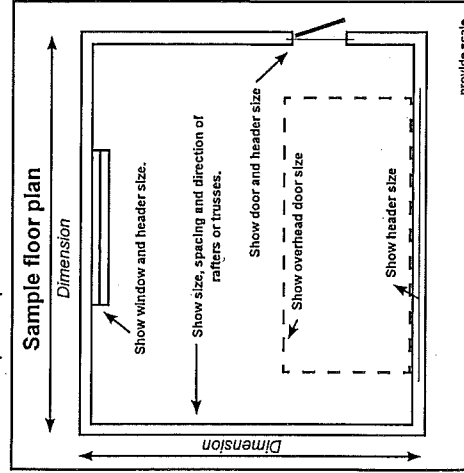 Sample floor plan
Dimension
Show window and header size.
Show size, spacing and direction of
rafters or trusses.
Show door and header size
Show overhead door size
Show header size
Dimension
provide scale